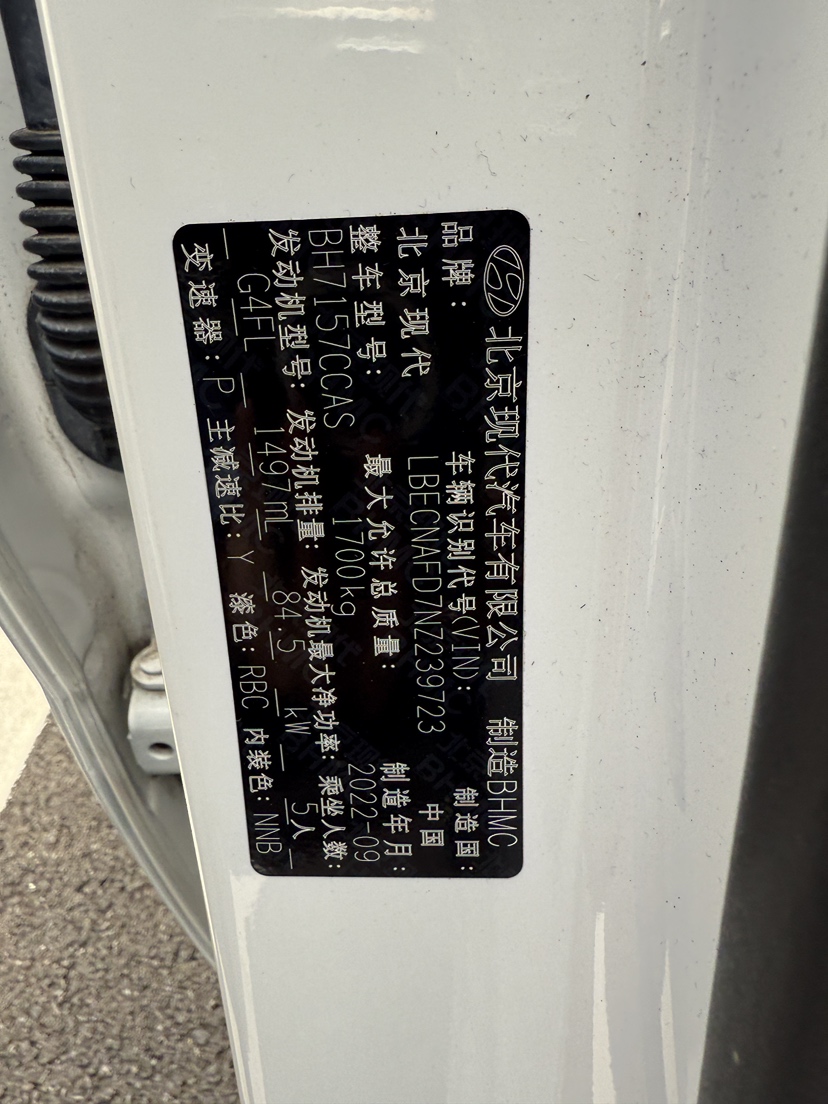 北京现代汽车有限公司 制造BHMC
品牌: 车辆识别代号(VIN): 制造国:
北京现代 LBECNAFD7NZ239723 中国
整车型号: 最大允许总质量: 制造年月:
BH7157CCAS 1700kg 2022-09
发动机型号: 发动机排量: 发动机最大净功率: 乘坐人数:
G4FL 1497mL 84.5 kW 5人
变速器: P 主减速比: Y 漆色: RBC 内装色: NNB